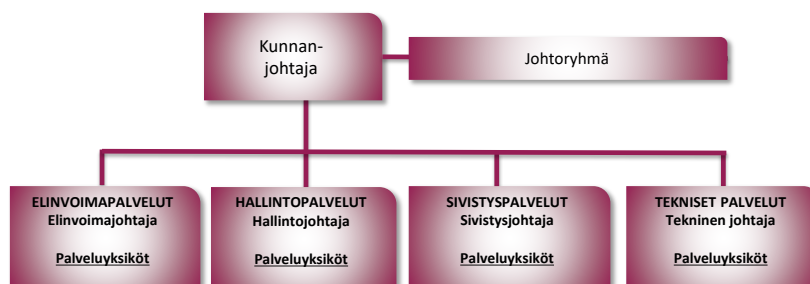 Kunnan-
johtaja
Johtoryhmä
ELINVOIMAPALVELUT
Elinvoimajohtaja
Palveluyksiköt
HALLINTOPALVELUT
Hallintojohtaja
Palveluyksiköt
SIVISTYSPALVELUT
Sivistysjohtaja
Palveluyksiköt
TEKNISET PALVELUT
Tekninen johtaja
Palveluyksiköt